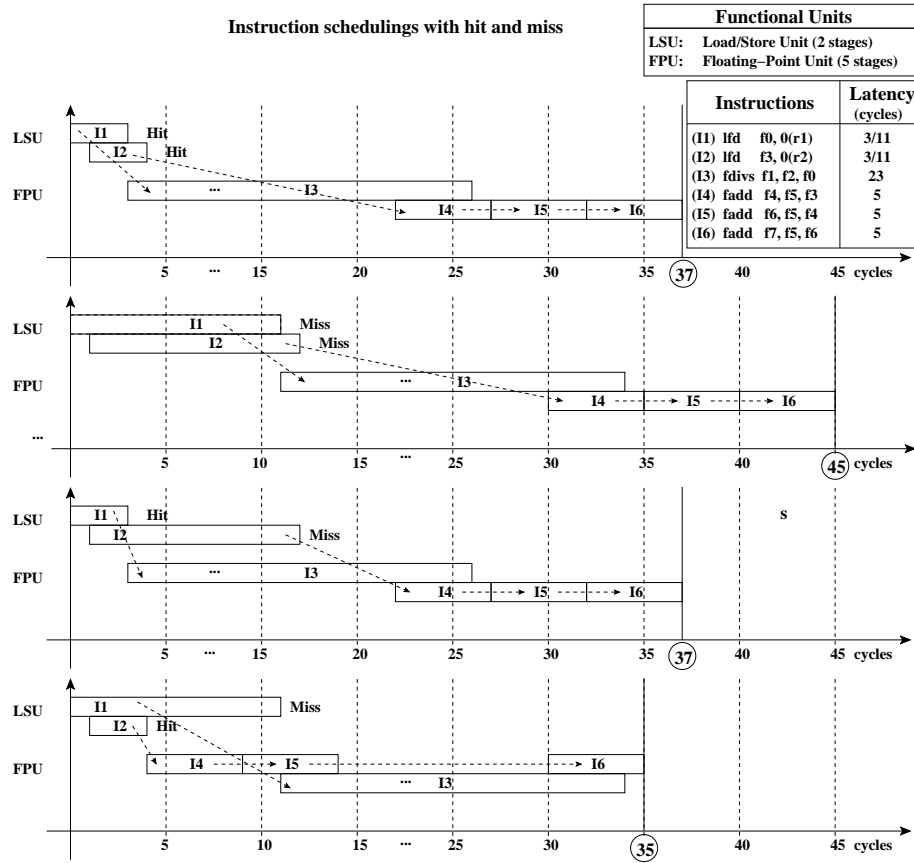 Instruction schedulings with hit and miss
Functional Units
LSU: Load/Store Unit (2 stages)
FPU: Floating−Point Unit (5 stages)
Instructions Latency (cycles)
(I1) lfd f0, 0(r1) 3/11
(I2) lfd f3, 0(r2) 3/11
(I3) fdivs f1, f2, f0 23
(I4) fadd f4, f5, f3 5
(I5) fadd f6, f5, f4 5
(I6) fadd f7, f5, f6 5
LSU I1 Hit
I2 Hit
FPU ... I3
I4 I5 I6
5 ... 10 15 20 25 30 35 37 40 45 cycles
LSU I1 Miss
I2 Miss
FPU ... I3
I4 I5 I6
...
5 10 15 ... 20 25 30 35 40 45 cycles
LSU I1 Hit s
I2 Miss
FPU ... I3
I4 I5 I6
5 ... 10 15 20 25 30 35 37 40 45 cycles
LSU I1 Miss
I2 Hit
FPU I4 I5 I6
... I3
5 10 15 ... 20 25 30 35 40 45 cycles